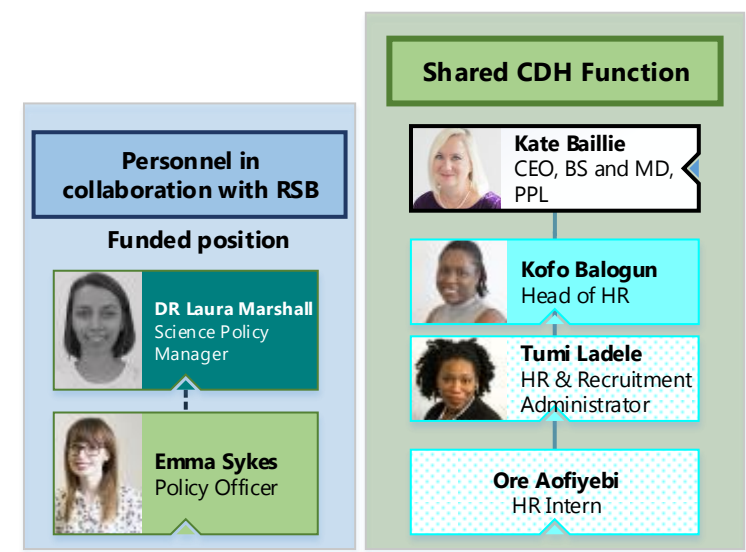 Personnel in
collaboration with RSB
Funded position
DR Laura Marshall
Science Policy
Manager
Emma Sykes
Policy Officer
Shared CDH Function
Kate Baillie
CEO, BS and MD,
PPL
Kofo Balogun
Head of HR
Tumi Ladele
HR & Recruitment
Administrator
Ore Aofiyebi
HR Intern